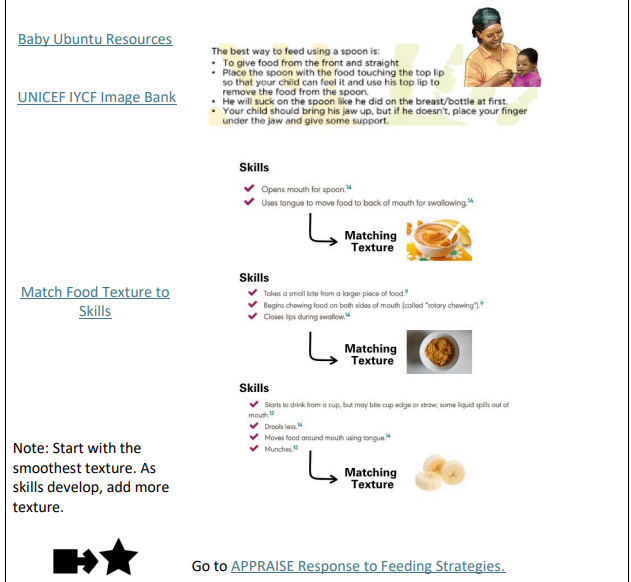 Baby Ubuntu Resources
UNICEF IYCF Image Bank
The best way to feed using a spoon is:
• To give food from the front and straight
• Place the spoon with the food touching the top lip
so that your child can feel it and use his top lip to
remove the food from the spoon.
• He will suck on the spoon like he did on the breast/bottle at first.
• Your child should bring his jaw up, but if he doesn't, place your finger
under the jaw and give some support.
Match Food Texture to
Skills
Skills
✔ Opens mouth for spoon.14
✔ Uses tongue to move food to back of mouth for swallowing.14
Matching
Texture
Skills
✔ Takes a small bite from a larger piece of food.9
✔ Begins chewing food on both sides of mouth (called "rotary chewing").9
✔ Closes lips during swallow.14
Matching
Texture
Skills
✔ Starts to drink from a cup, but may bite cup edge or straw; some liquid spills out of
mouth.12
✔ Drools less.14
✔ Moves food around mouth using tongue.14
✔ Munches.15
Matching
Texture
Note: Start with the
smoothest texture. As
skills develop, add more
texture.
Go to APPRAISE Response to Feeding Strategies.